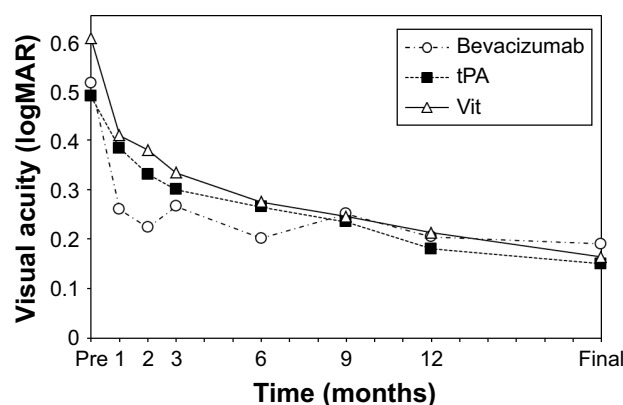 0.6
0.5
0.4
0.3
0.2
0.1
0
Visual acuity (logMAR)
Bevacizumab
tPA
Vit
Pre 1 2 3 6 9 12 Final
Time (months)